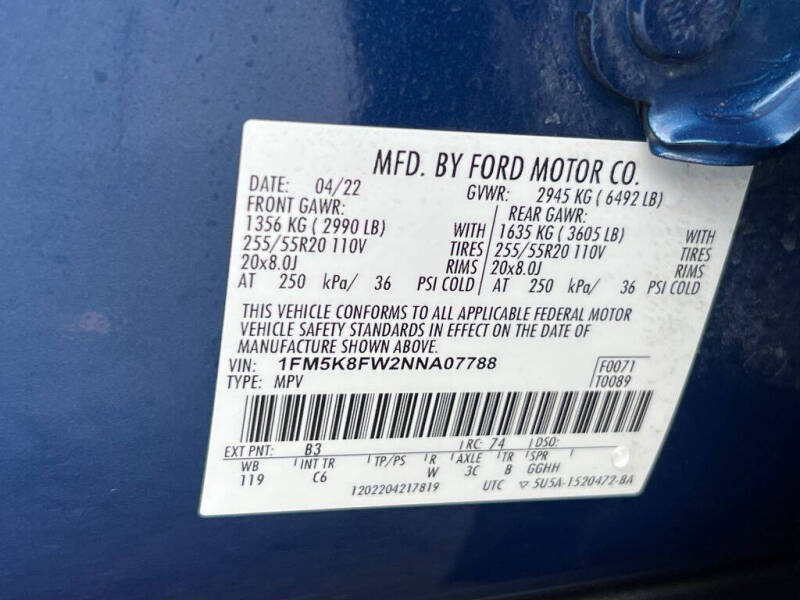 MFD. BY FORD MOTOR CO.
DATE: 04/22 GVWR: 2945 KG ( 6492 LB)
FRONT GAWR: REAR GAWR:
1356 KG ( 2990 LB) WITH 1635 KG ( 3605 LB) WITH
255/55R20 110V TIRES 255/55R20 110V TIRES
20x8.0J RIMS 20x8.0J RIMS
AT 250 kPa/ 36 PSI COLD AT 250 kPa/ 36 PSI COLD
THIS VEHICLE CONFORMS TO ALL APPLICABLE FEDERAL MOTOR
VEHICLE SAFETY STANDARDS IN EFFECT ON THE DATE OF
MANUFACTURE SHOWN ABOVE.
VIN: 1FM5K8FW2NNA07788 F0071
TYPE: MPV T0089
EXT PNT: B3 RC: 74 DSO:
WB INT TR TP/PS R AXLE TR SPR
119 C6 W 3C B GGHH
1202204217819 UTC ▽ 5U5A-1520472-BA